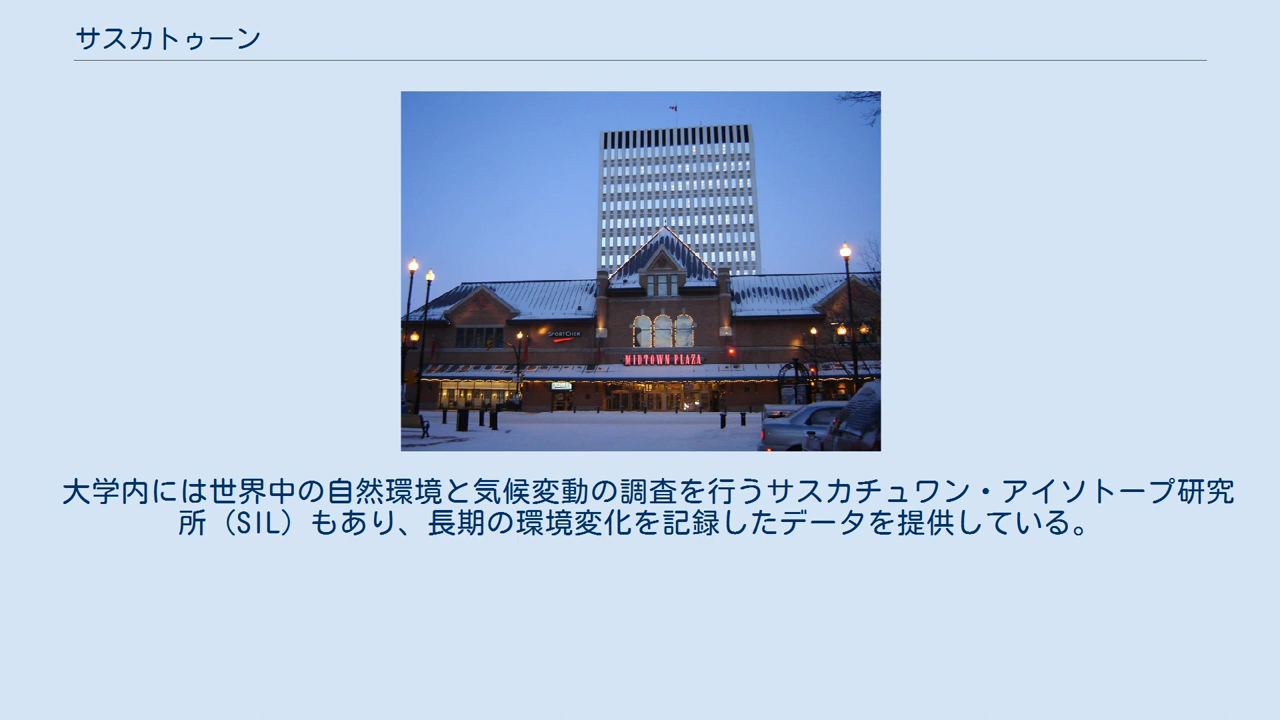 サスカトゥーン
SPORTCHEK
MIDTOWN PLAZA
大学内には世界中の自然環境と気候変動の調査を行うサスカチュワン・アイソトープ研究
所（SIL）もあり、長期の環境変化を記録したデータを提供している。